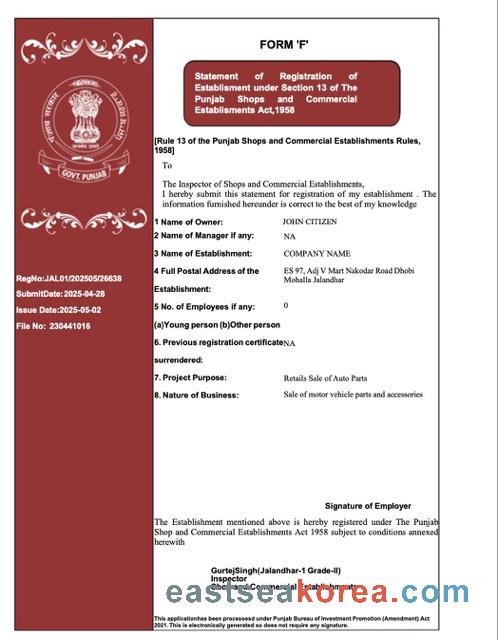 FORM 'F'
Statement of Registration of
Establisment under Section 13 of The
Punjab Shops and Commercial
Establisments Act,1958
GOVT. PUNJAB
[Rule 13 of the Punjab Shops and Commercial Establishments Rules,
1958]
To
The Inspector of Shops and Commercial Establishments,
I hereby submit this statement for registration of my establishment . The
information furnished hereunder is correct to the best of my knowledge
1 Name of Owner: JOHN CITIZEN
2 Name of Manager if any: NA
3 Name of Establishment: COMPANY NAME
4 Full Postal Address of the ES 97, Adj V Mart Nakodar Road Dhobi
Establishment: Mohalla Jalandhar
5 No. of Employees if any: 0
(a)Young person (b)Other person
6. Previous registration certificate NA
surrendered:
7. Project Purpose: Retails Sale of Auto Parts
8. Nature of Business: Sale of motor vehicle parts and accessories
RegNo:JAL01/202505/26638
SubmitDate:2025-04-28
Issue Date:2025-05-02
File No: 230441016
Signature of Employer
The Establishment mentioned above is hereby registered under The Punjab
Shop and Commercial Establishments Act 1958 subject to conditions annexed
herewith
GurtejSingh(Jalandhar-1 Grade-II)
Inspector
Shop and Commercial Establishments
eastseakorea.com
This applicationhas been processesd under Punjab Bureau of Investment Promotion (Amendment) Act
2021. This is electronically generated so does not require any signature.